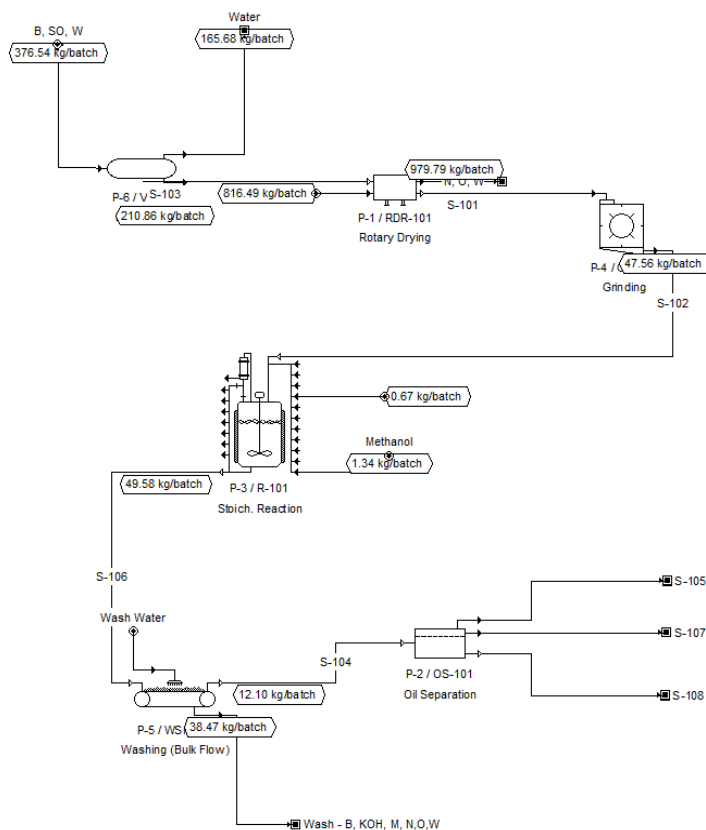 B, SO, W
376.54 kg/batch
Water
165.68 kg/batch
P-6 / V
S-103
210.86 kg/batch
816.49 kg/batch
979.79 kg/batch
N, O, W
S-101
P-1 / RDR-101
Rotary Drying
P-4 /
47.56 kg/batch
Grinding
S-102
0.67 kg/batch
Methanol
1.34 kg/batch
49.58 kg/batch
P-3 / R-101
Stoich. Reaction
S-106
Wash Water
S-104
12.10 kg/batch
P-5 / WS
38.47 kg/batch
Washing (Bulk Flow)
P-2 / OS-101
Oil Separation
S-105
S-107
S-108
Wash - B, KOH, M, N,O,W